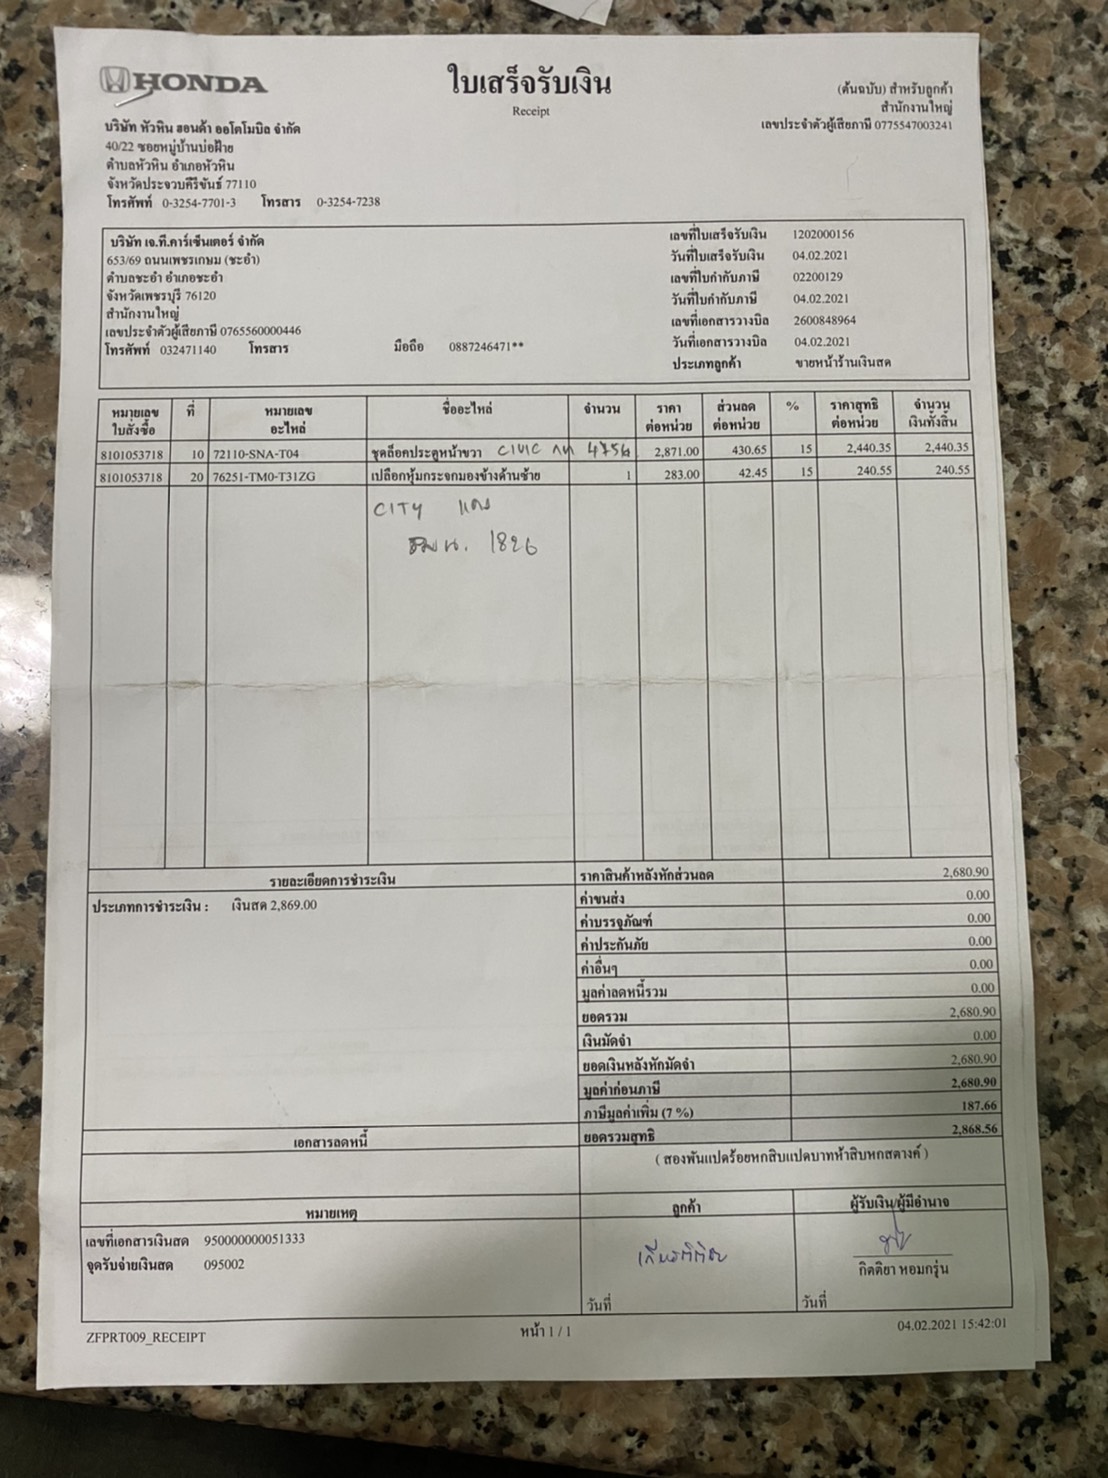 HONDA
ใบเสร็จรับเงิน
Receipt
(ต้นฉบับ) สำหรับลูกค้า
สำนักงานใหญ่
เลขประจำตัวผู้เสียภาษี 0775547003241
บริษัท หัวหิน ฮอนด้า ออโตโมบิล จำกัด
40/22 ซอยหมู่บ้านบ่อฝ้าย
ตำบลหัวหิน อำเภอหัวหิน
จังหวัดประจวบคีรีขันธ์ 77110
โทรศัพท์ 0-3254-7701-3 โทรสาร 0-3254-7238
บริษัท เจ.ที.คาร์เซ็นเตอร์ จำกัด
653/69 ถนนเพชรเกษม (ชะอำ)
ตำบลชะอำ อำเภอชะอำ
จังหวัดเพชรบุรี 76120
สำนักงานใหญ่
เลขประจำตัวผู้เสียภาษี 0765560000446
โทรศัพท์ 032471140 โทรสาร มือถือ 0887246471**
เลขที่ใบเสร็จรับเงิน 1202000156
วันที่ใบเสร็จรับเงิน 04.02.2021
เลขที่ใบกำกับภาษี 02200129
วันที่ใบกำกับภาษี 04.02.2021
เลขที่เอกสารวางบิล 2600848964
วันที่เอกสารวางบิล 04.02.2021
ประเภทลูกค้า ขายหน้าร้านเงินสด
หมายเลข ที่ หมายเลข ชื่ออะไหล่ จำนวน ราคา ส่วนลด % ราคาสุทธิ จำนวน
ใบสั่งซื้อ อะไหล่ ต่อหน่วย ต่อหน่วย ต่อหน่วย เงินทั้งสิ้น
8101053718 10 72110-SNA-T04 ชุดล็อกประตูหน้าขวา CIVIC กท 4756 2,871.00 430.65 15 2,440.35 2,440.35
8101053718 20 76251-TM0-T31ZG เปลือกหุ้มกระจกมองข้างด้านซ้าย 1 283.00 42.45 15 240.55 240.55
CITY แดง
1826
รายละเอียดการชำระเงิน
ประเภทการชำระเงิน : เงินสด 2,869.00
ราคาสินค้าหลังหักส่วนลด 2,680.90
ค่าขนส่ง 0.00
ค่าบรรจุภัณฑ์ 0.00
ค่าประกันภัย 0.00
ค่าอื่นๆ 0.00
มูลค่าลดหนี้รวม 0.00
ยอดรวม 2,680.90
เงินมัดจำ 0.00
ยอดเงินหลังหักมัดจำ 2,680.90
มูลค่าก่อนภาษี 2,680.90
ภาษีมูลค่าเพิ่ม (7 %) 187.66
ยอดรวมสุทธิ 2,868.56
เอกสารลดหนี้
( สองพันแปดร้อยหกสิบแปดบาทห้าสิบหกสตางค์ )
หมายเหตุ ลูกค้า ผู้รับเงิน/ผู้มีอำนาจ
เลขที่เอกสารเงินสด 950000000051333
จุดรับจ่ายเงินสด 095002
กิตติยา หอมกรุ่น
วันที่ วันที่
ZFPRT009_RECEIPT หน้า 1 / 1 04.02.2021 15:42:01